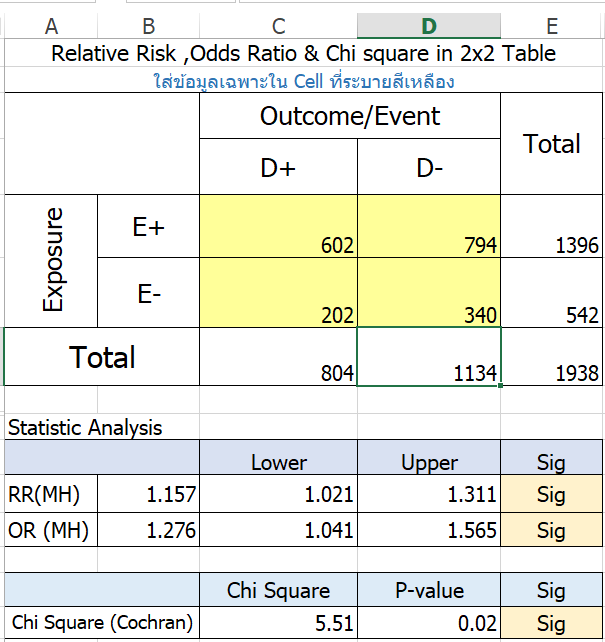 A B C D E
Relative Risk ,Odds Ratio & Chi square in 2x2 Table
ใส่ข้อมูลเฉพาะใน Cell ที่ระบายสีเหลือง
Outcome/Event Total
D+ D-
Exposure
E+ 602 794 1396
E- 202 340 542
Total 804 1134 1938
Statistic Analysis
Lower Upper Sig
RR(MH) 1.157 1.021 1.311 Sig
OR (MH) 1.276 1.041 1.565 Sig
Chi Square P-value Sig
Chi Square (Cochran) 5.51 0.02 Sig